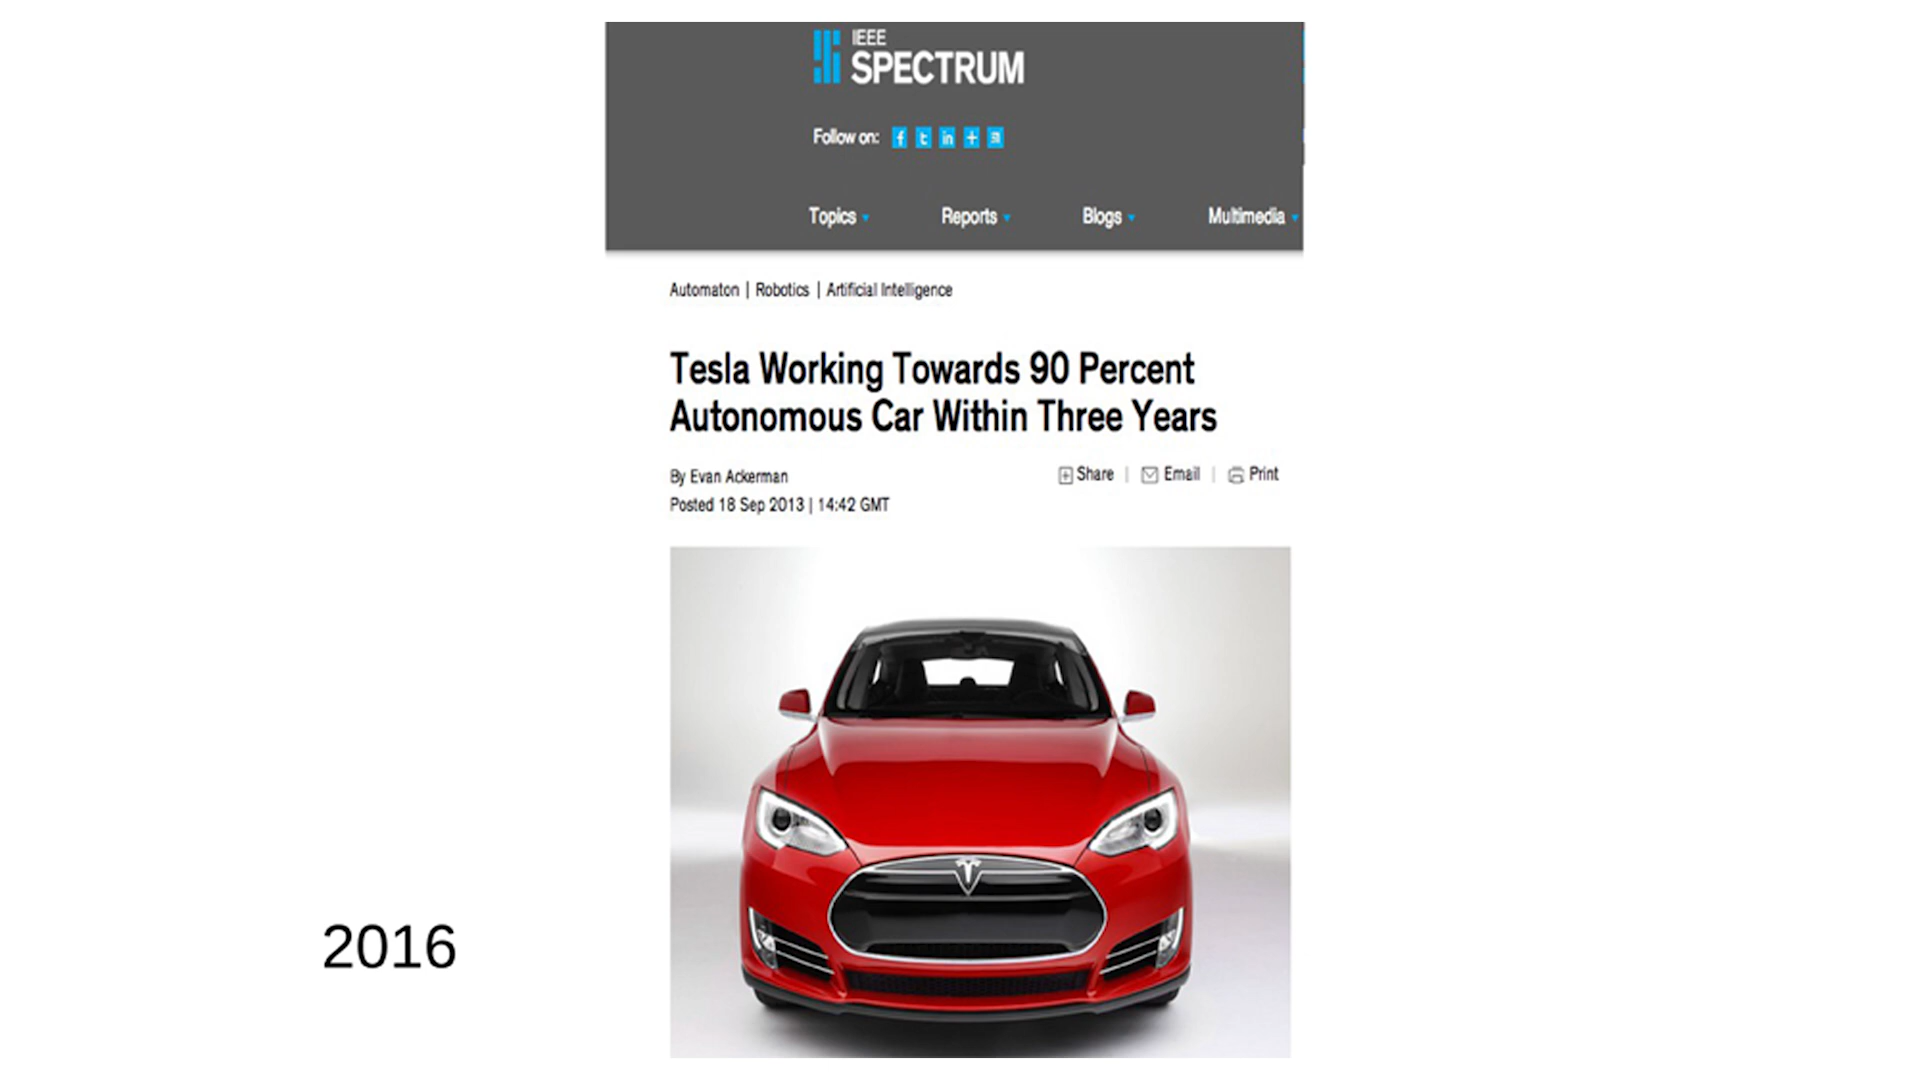 IEEE
SPECTRUM
Follow on:
Topics
Reports
Blogs
Multimedia
Automaton | Robotics | Artificial Intelligence
Tesla Working Towards 90 Percent
Autonomous Car Within Three Years
By Evan Ackerman
Share | Email | Print
Posted 18 Sep 2013 | 14:42 GMT
2016